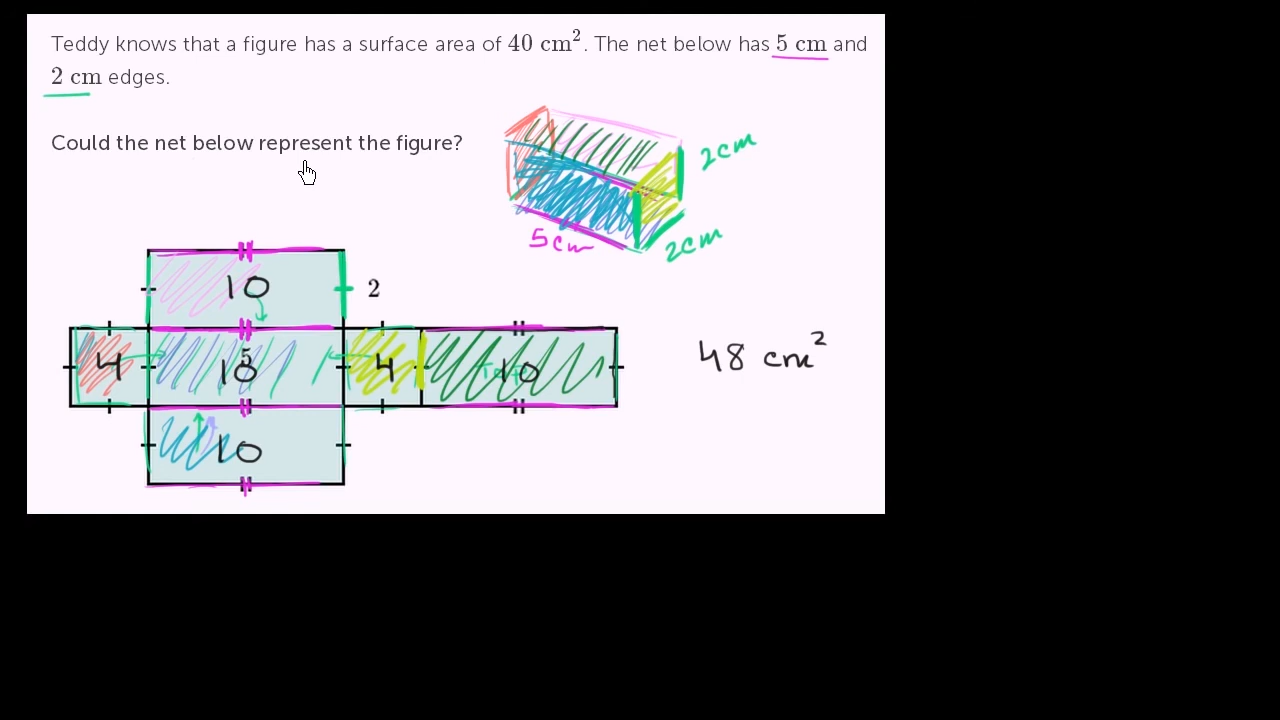 Teddy knows that a figure has a surface area of 40 cm². The net below has 5 cm and
2 cm edges.
Could the net below represent the figure?
2cm
5cm
2cm
10
2
4
5
10
4
10
48 cm²
10